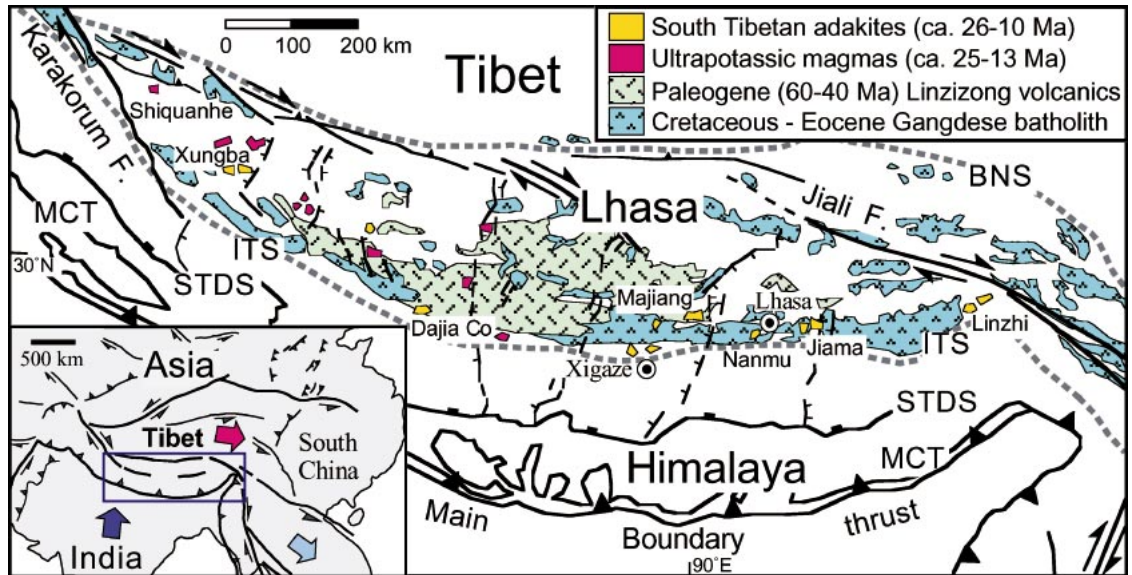 0 100 200 km
Tibet
South Tibetan adakites (ca. 26-10 Ma)
Ultrapotassic magmas (ca. 25-13 Ma)
Paleogene (60-40 Ma) Linzizong volcanics
Cretaceous - Eocene Gangdese batholith
Karakorum F.
Shiquanhe
Xungba
BNS
Jiali F.
Lhasa
MCT
ITS
30°N
STDS
Majiang
Lhasa
Dajia Co
Linzhi
Nanmu
Jiama
ITS
Xigaze
STDS
MCT
Himalaya
Main
Boundary
thrust
90°E
500 km
Asia
Tibet
South
China
India